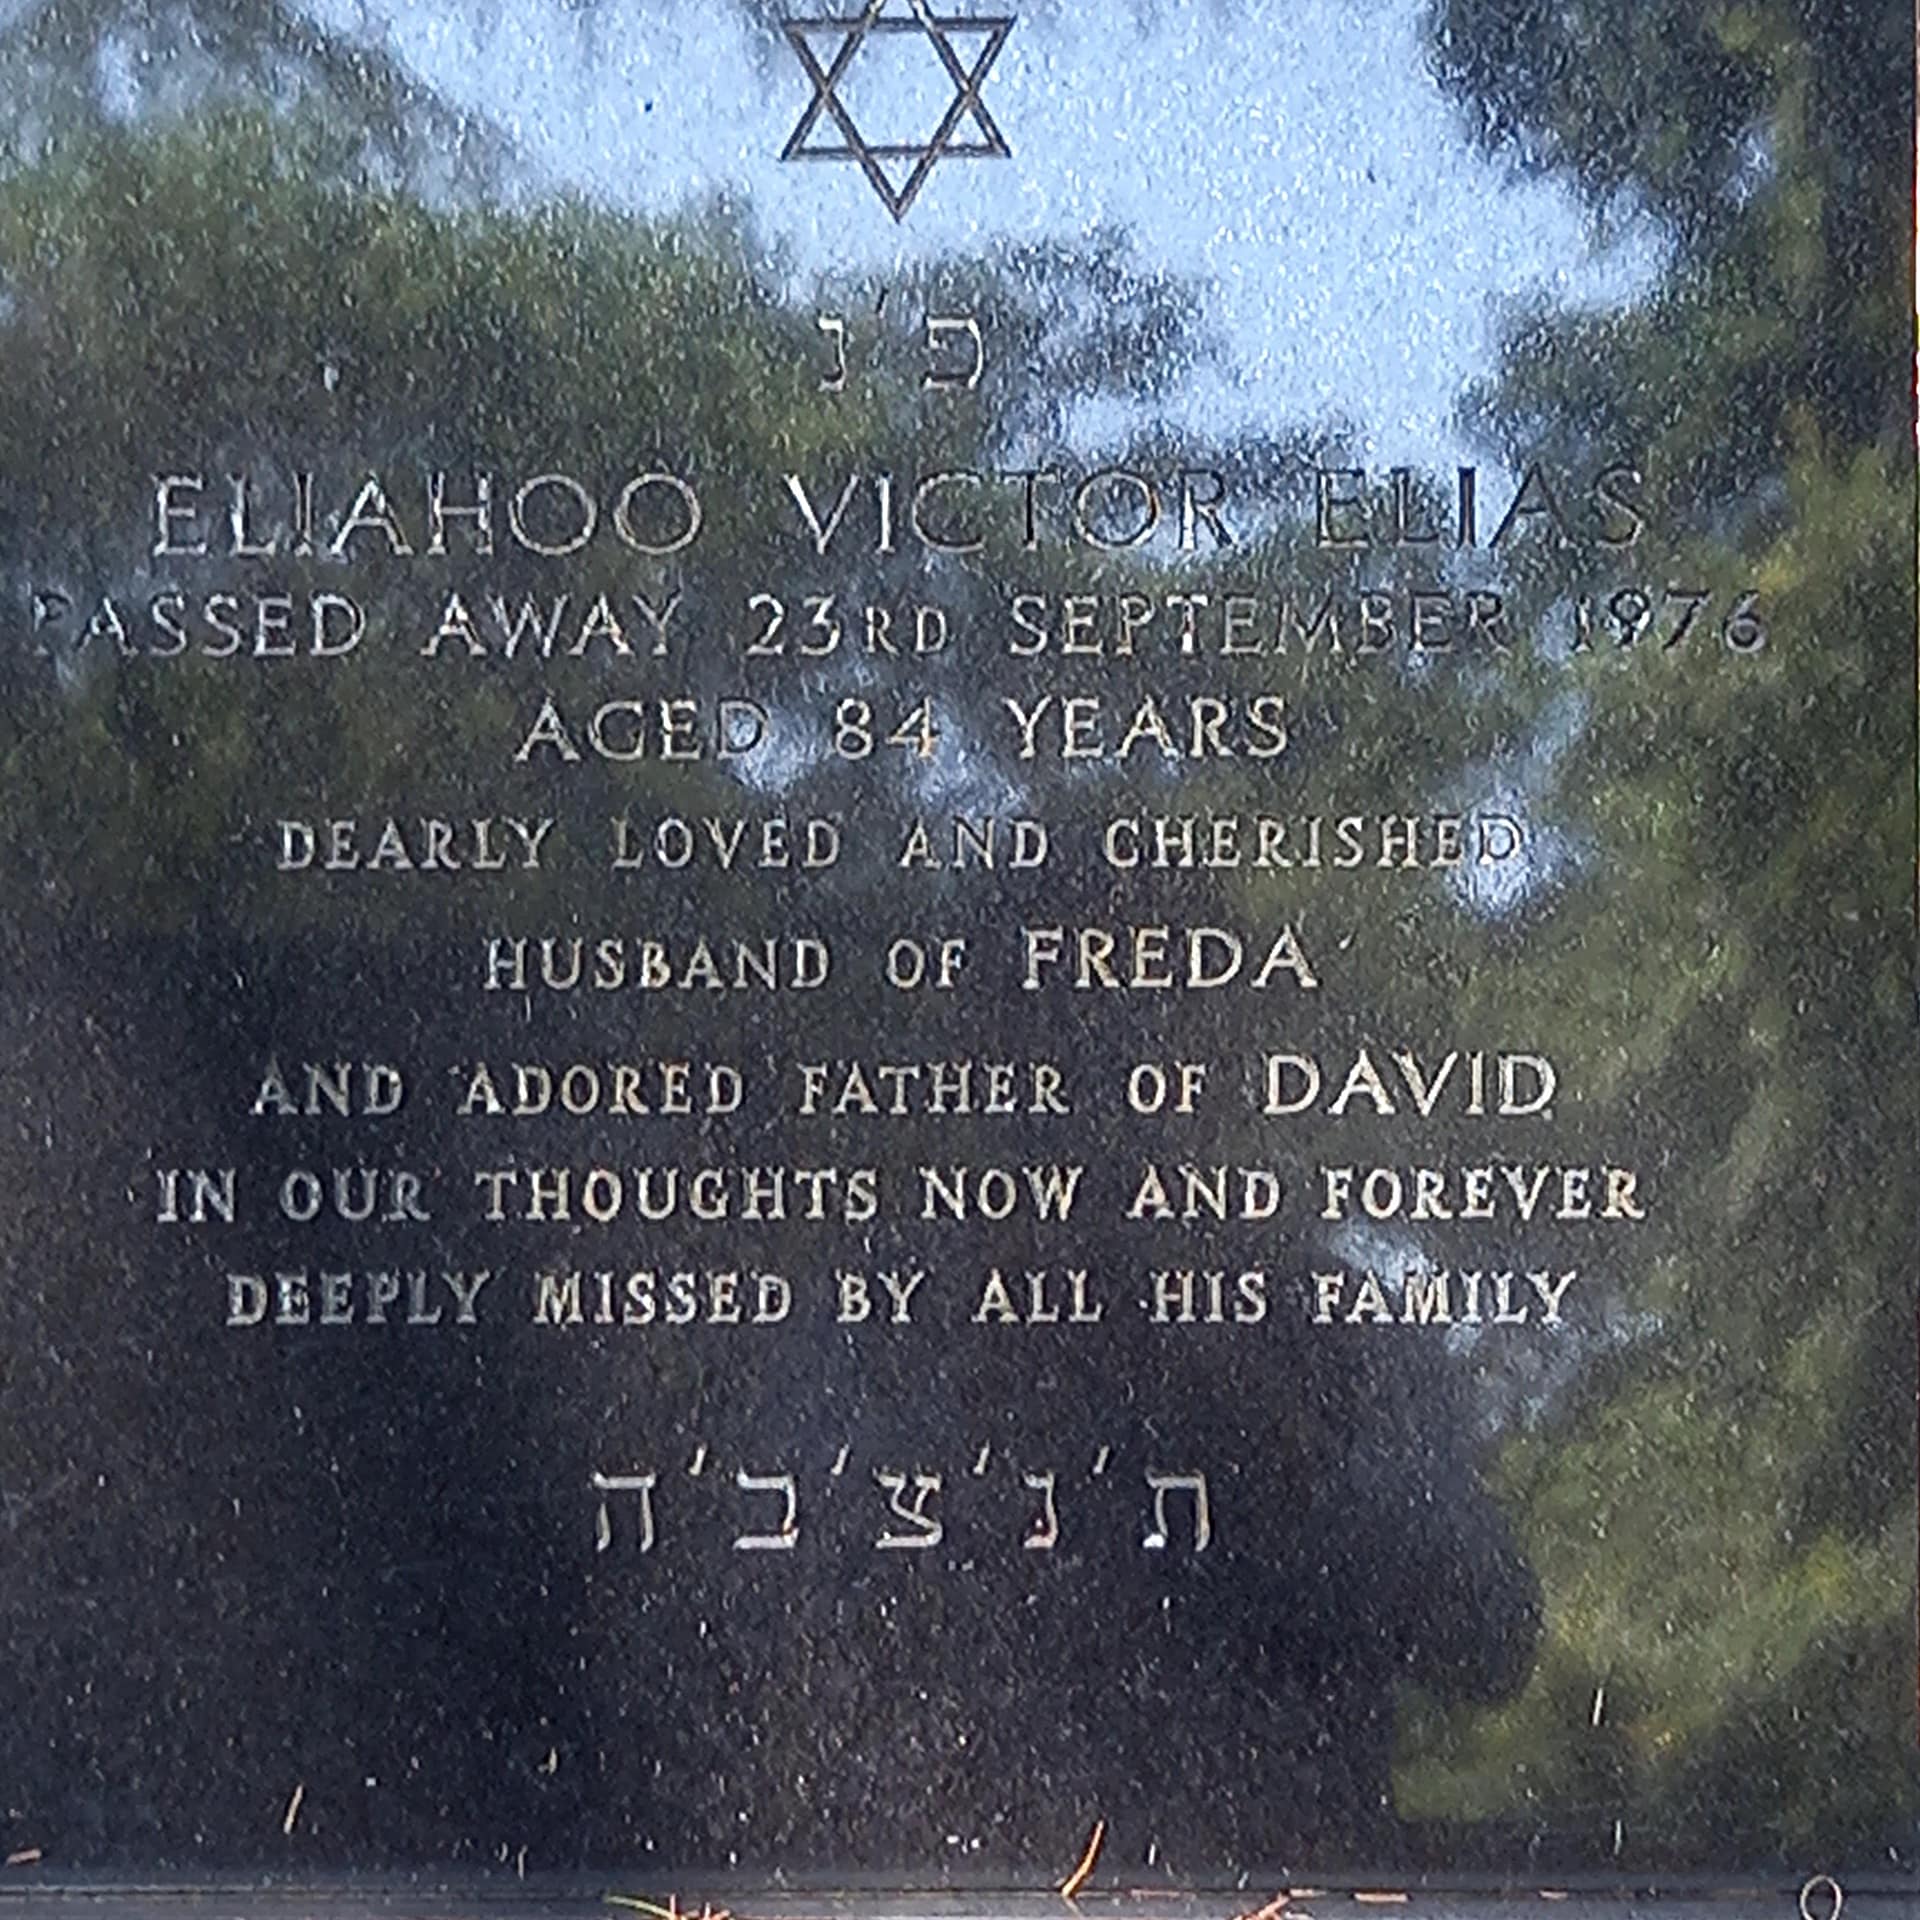 פ'נ
ELIAHOO VICTOR ELIAS
PASSED AWAY 23RD SEPTEMBER 1976
AGED 84 YEARS
DEARLY LOVED AND CHERISHED
HUSBAND OF FREDA
AND ADORED FATHER OF DAVID
IN OUR THOUGHTS NOW AND FOREVER
DEEPLY MISSED BY ALL HIS FAMILY
ת'נ'צ'ב'ה